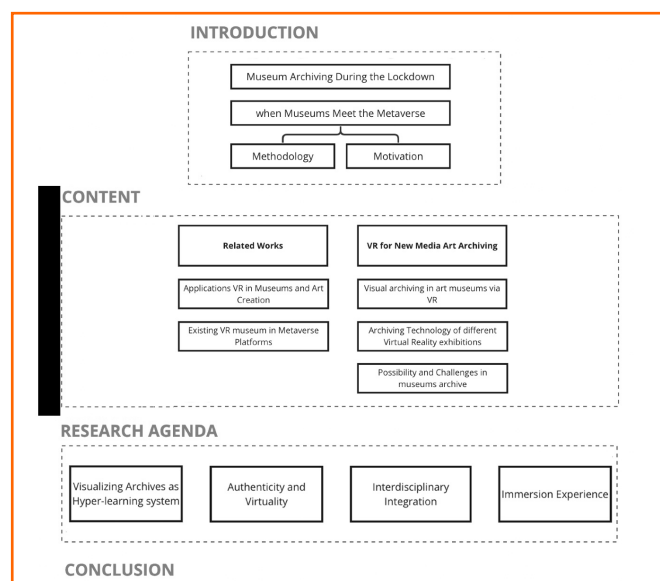 INTRODUCTION
Museum Archiving During the Lockdown
when Museums Meet the Metaverse
Methodology
Motivation
CONTENT
Related Works
VR for New Media Art Archiving
Applications VR in Museums and Art
Creation
Visual archiving in art museums via
VR
Existing VR museum in Metaverse
Platforms
Archiving Technology of different
Virtual Reality exhibitions
Possibility and Challenges in
museums archive
RESEARCH AGENDA
Visualizing Archives as
Hyper-learning system
Authenticity and
Virtuality
Interdisciplinary
Integration
Immersion Experience
CONCLUSION